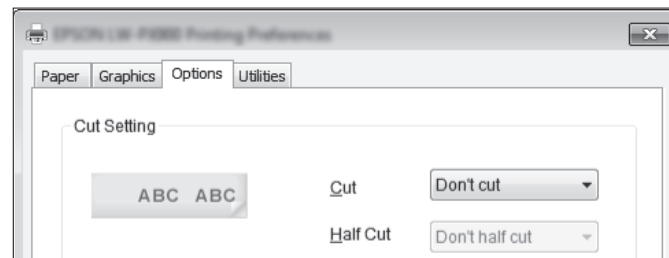 Paper Graphics Options Utilities
Cut Setting
ABC ABC
Cut Don't cut
Half Cut Don't half cut